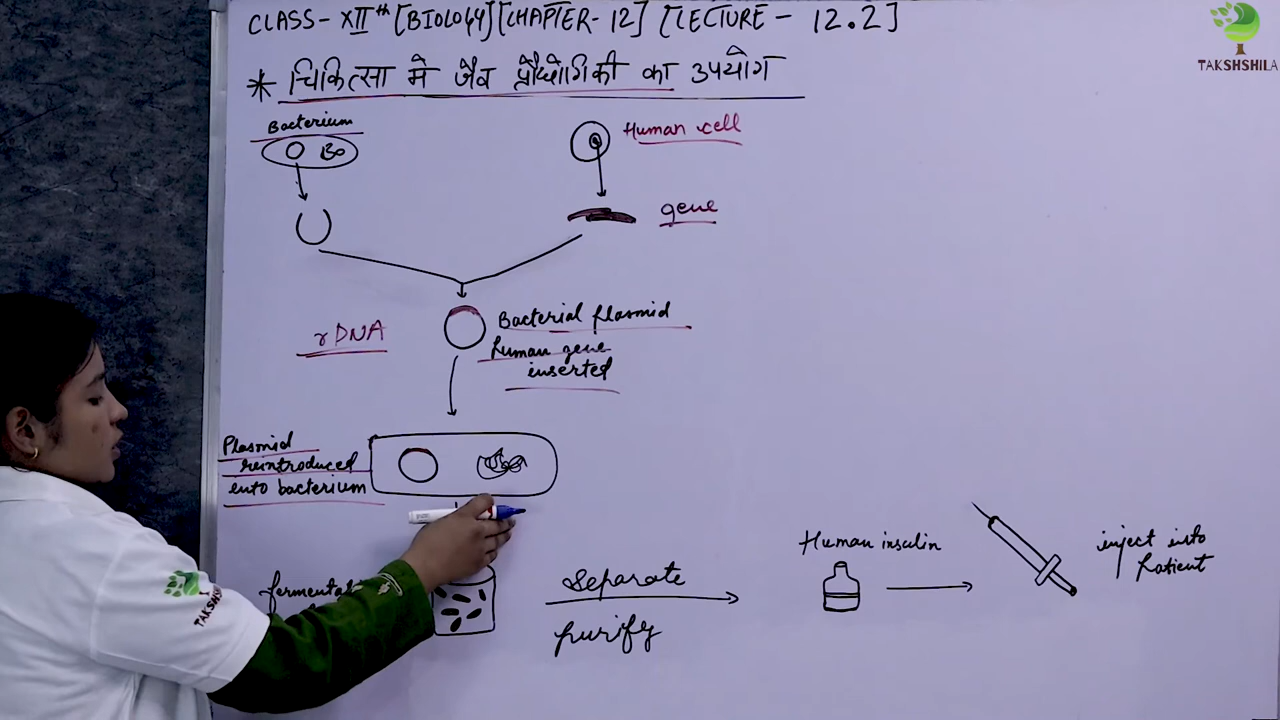 CLASS - XIIth [BIOLOGY] [CHAPTER- 12] [LECTURE - 12.2]
TAKSHSHILA
* चिकित्सा मे जैव प्रौद्योगिकी का उपयोग
Bacterium
Human cell
gene
rDNA
Bacterial plasmid
human gene
inserted
Plasmid
reintroduced
into bacterium
Separate
purify
Human insulin
inject into
Patient
TAKSHSHILA